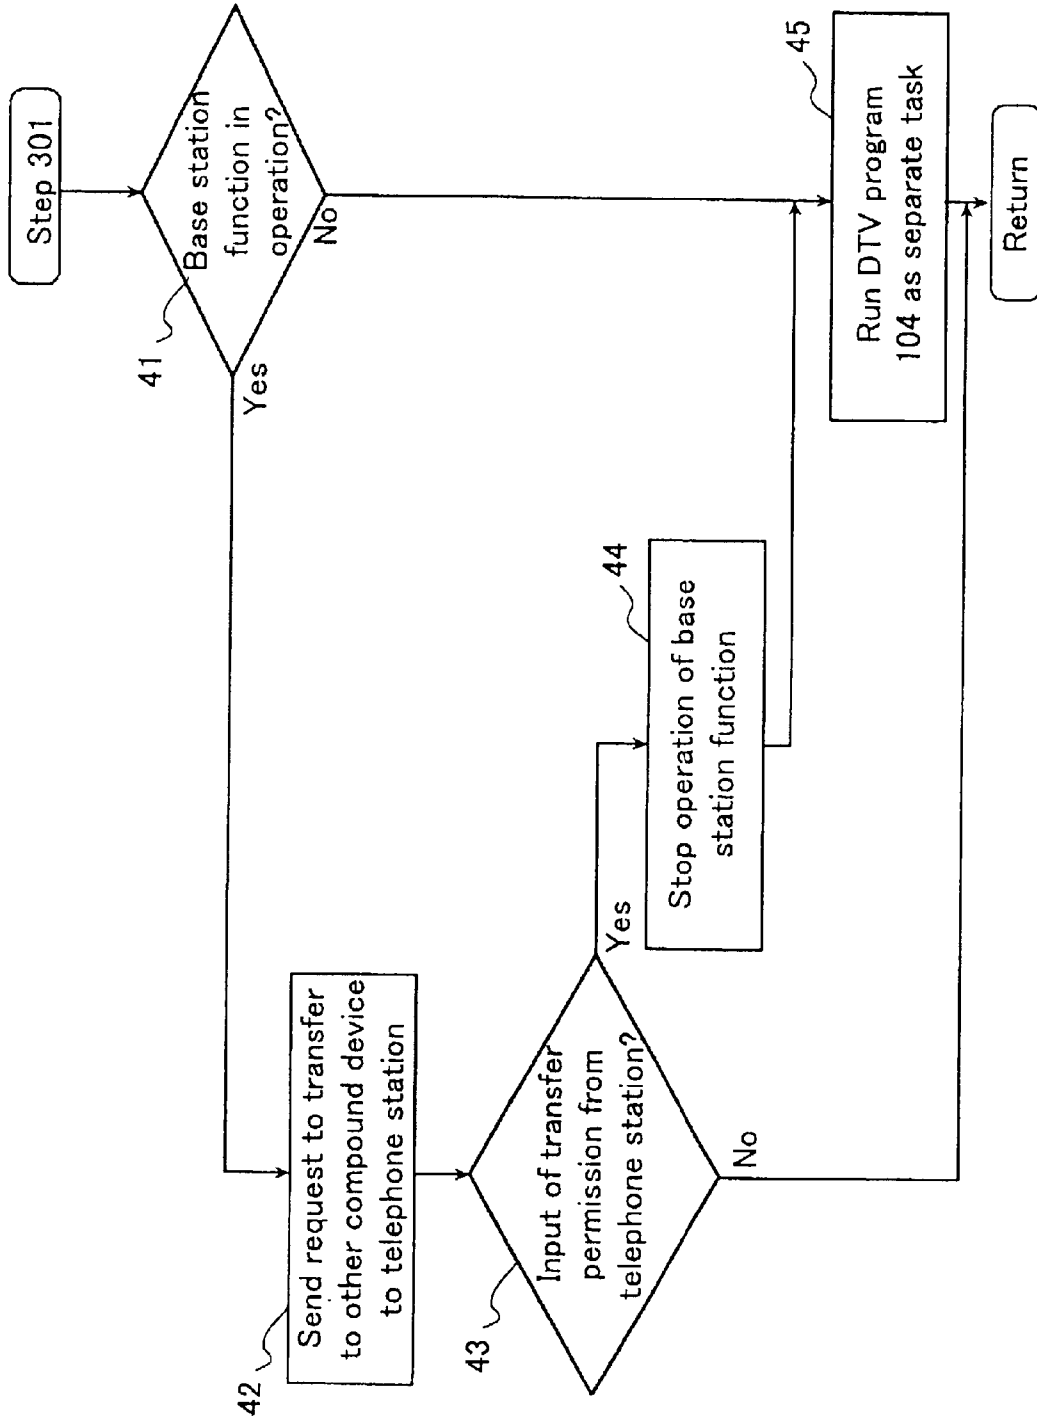 Step 301
41
Base station
function in
operation?
Yes
No
42
Send request to transfer
to other compound device
to telephone station
43
Input of transfer
permission from
telephone station?
Yes
No
44
Stop operation of base
station function
45
Run DTV program
104 as separate task
Return